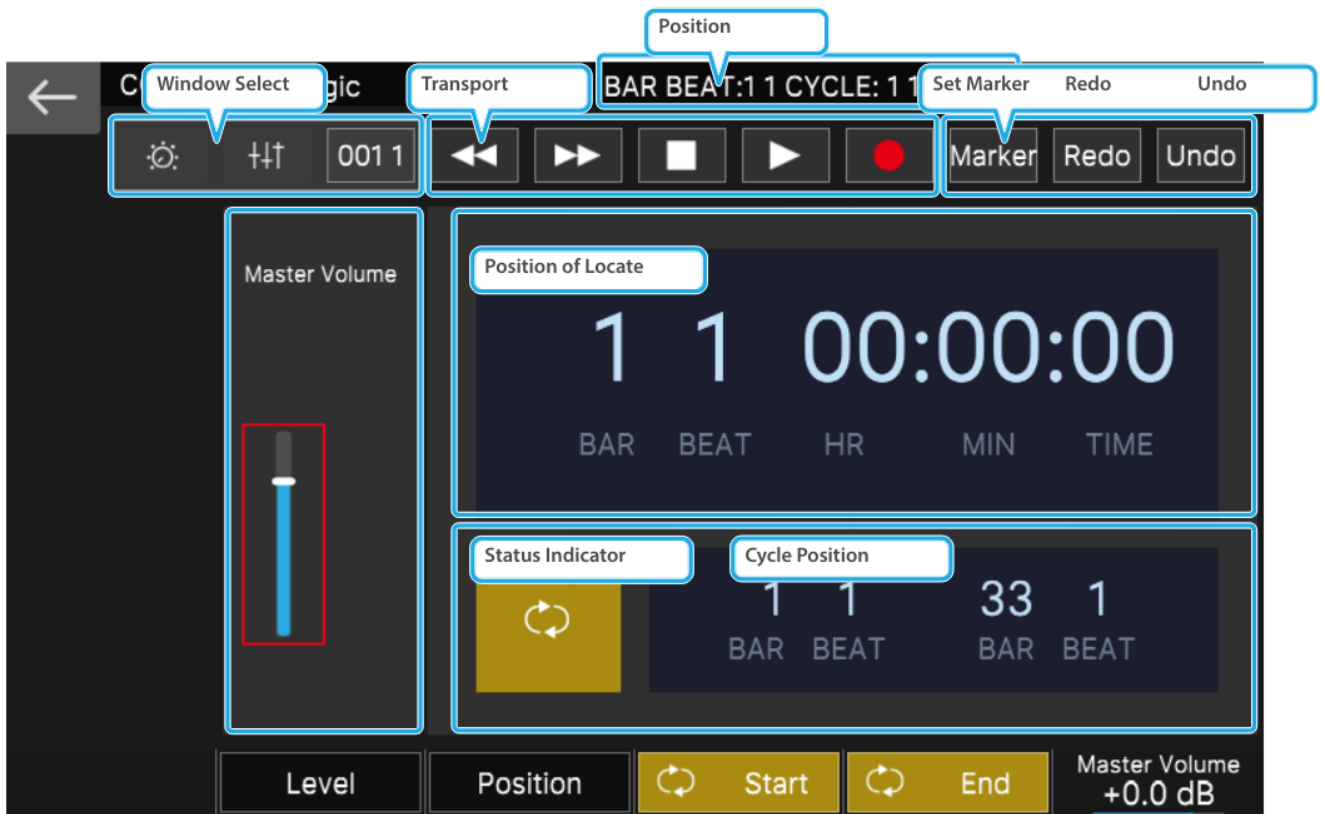 Position
Window Select
gic
Transport
BAR BEAT:1 1 CYCLE: 1 1
Set Marker Redo Undo
001 1
Marker Redo Undo
Master Volume
Position of Locate
1 1 00:00:00
BAR BEAT HR MIN TIME
Status Indicator
Cycle Position
1 1 33 1
BAR BEAT BAR BEAT
Level Position Start End
Master Volume
+0.0 dB